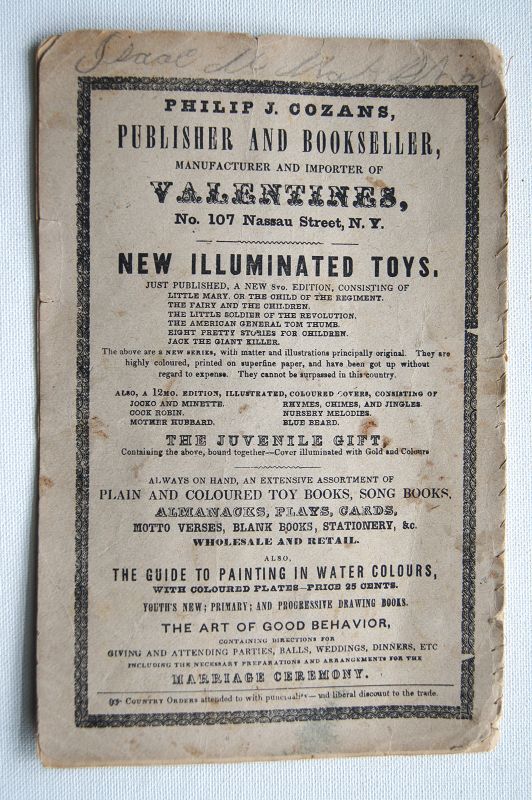 Isaac
PHILIP J. COZANS,
PUBLISHER AND BOOKSELLER,
MANUFACTURER AND IMPORTER OF
VALENTINES,
No. 107 Nassau Street, N. Y.
NEW ILLUMINATED TOYS.
JUST PUBLISHED, A NEW 8vo. EDITION, CONSISTING OF
LITTLE MARY, OR THE CHILD OF THE REGIMENT.
THE FAIRY AND THE CHILDREN.
THE LITTLE SOLDIER OF THE REVOLUTION.
THE AMERICAN GENERAL TOM THUMB.
EIGHT PRETTY STORIES FOR CHILDREN.
JACK THE GIANT KILLER.
The above are a NEW SERIES, with matter and illustrations principally original. They are
highly coloured, printed on superfine paper, and have been got up without
regard to expense. They cannot be surpassed in this country.
ALSO, A 12MO. EDITION, ILLUSTRATED, COLOURED COVERS, CONSISTING OF
JOCKO AND MINETTE. RHYMES, CHIMES, AND JINGLES
COCK ROBIN. NURSERY MELODIES.
MOTHER HUBBARD. BLUE BEARD.
THE JUVENILE GIFT,
Containing the above, bound together—Cover illuminated with Gold and Colours
ALWAYS ON HAND, AN EXTENSIVE ASSORTMENT OF
PLAIN AND COLOURED TOY BOOKS, SONG BOOKS,
ALMANACKS, PLAYS, CARDS,
MOTTO VERSES, BLANK BOOKS, STATIONERY, &c.
WHOLESALE AND RETAIL.
ALSO,
THE GUIDE TO PAINTING IN WATER COLOURS,
WITH COLOURED PLATES—PRICE 25 CENTS.
YOUTH'S NEW; PRIMARY; AND PROGRESSIVE DRAWING BOOKS.
THE ART OF GOOD BEHAVIOR,
CONTAINING DIRECTIONS FOR
GIVING AND ATTENDING PARTIES, BALLS, WEDDINGS, DINNERS, ETC
INCLUDING THE NECESSARY PREPARATIONS AND ARRANGEMENTS FOR THE
MARRIAGE CEREMONY.
COUNTRY ORDERS attended to with punctuality—and liberal discount to the trade.